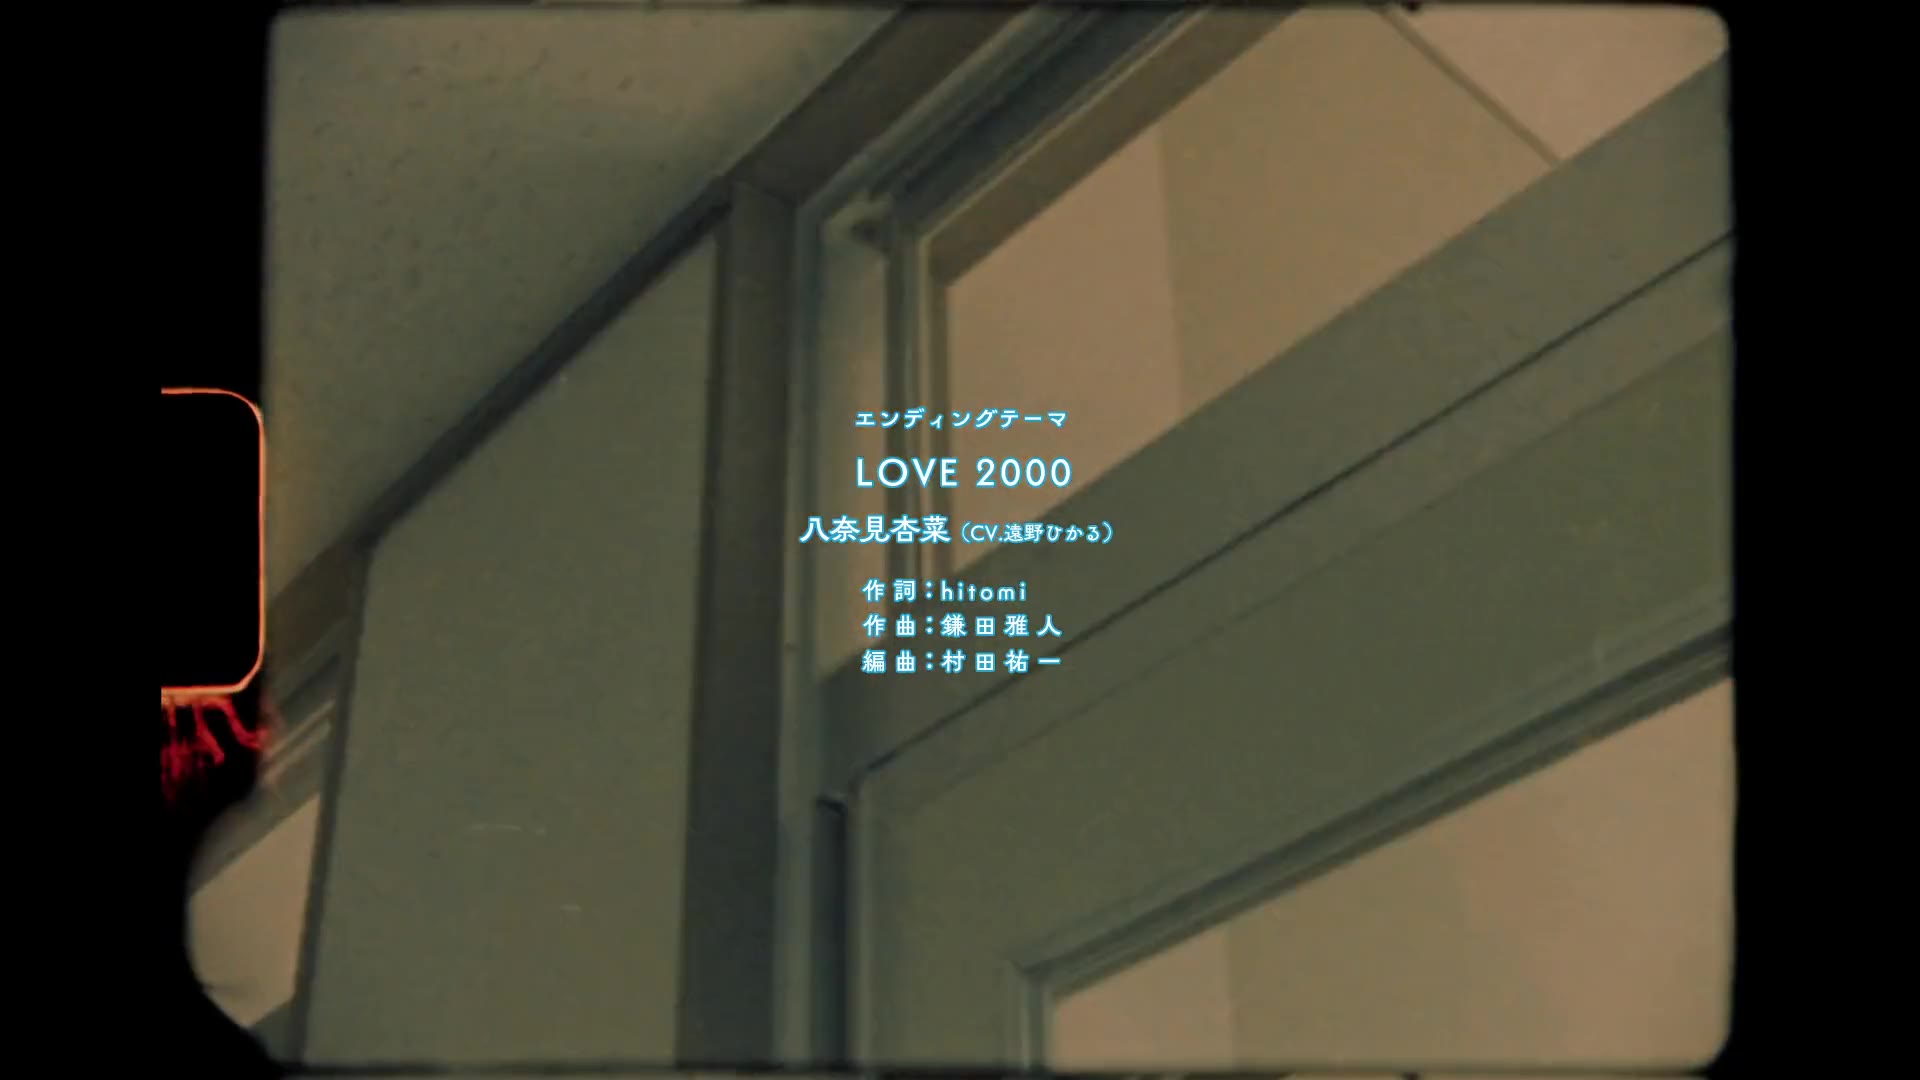 エンディングテーマ
LOVE 2000
八奈見杏菜（CV.遠野ひかる）
作詞：hitomi
作曲：鎌田雅人
編曲：村田祐一